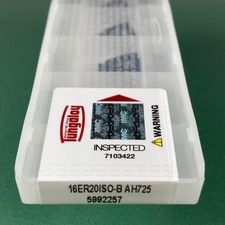 Tungaloy
WARNING
INSPECTED
7103422
16ER20ISO-B AH725
5992257